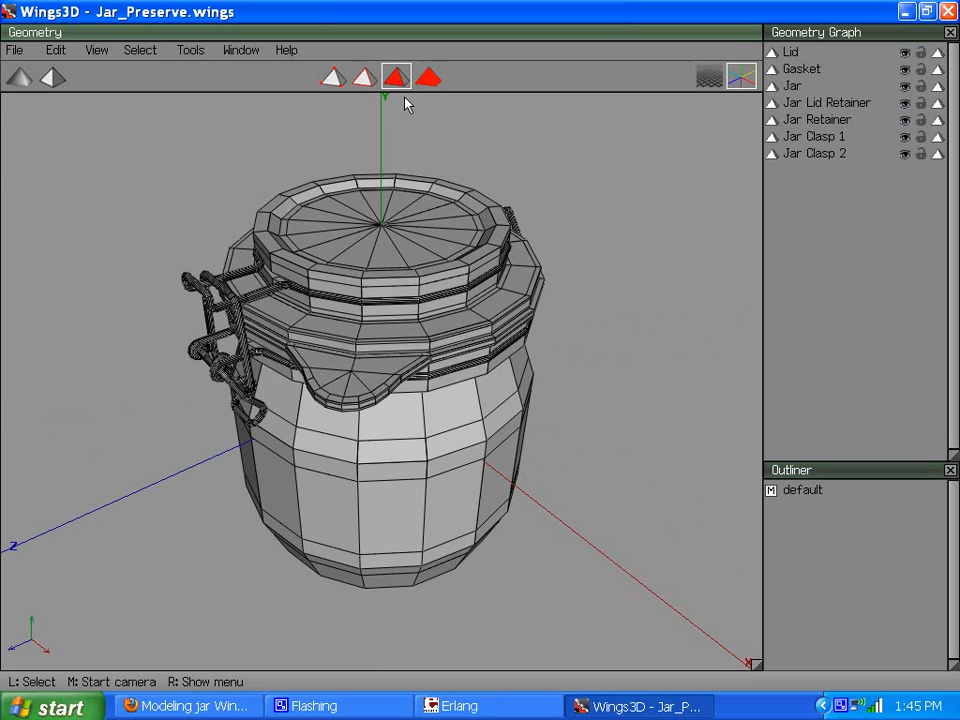 Wings3D - Jar_Preserve.wings
Geometry
Geometry Graph
File Edit View Select Tools Window Help
Lid
Gasket
Jar
Jar Lid Retainer
Jar Retainer
Jar Clasp 1
Jar Clasp 2
Y
Z
X
Outliner
M default
L: Select M: Start camera R: Show menu
start
Modeling jar Win...
Flashing
Erlang
Wings3D - Jar_P...
1:45 PM